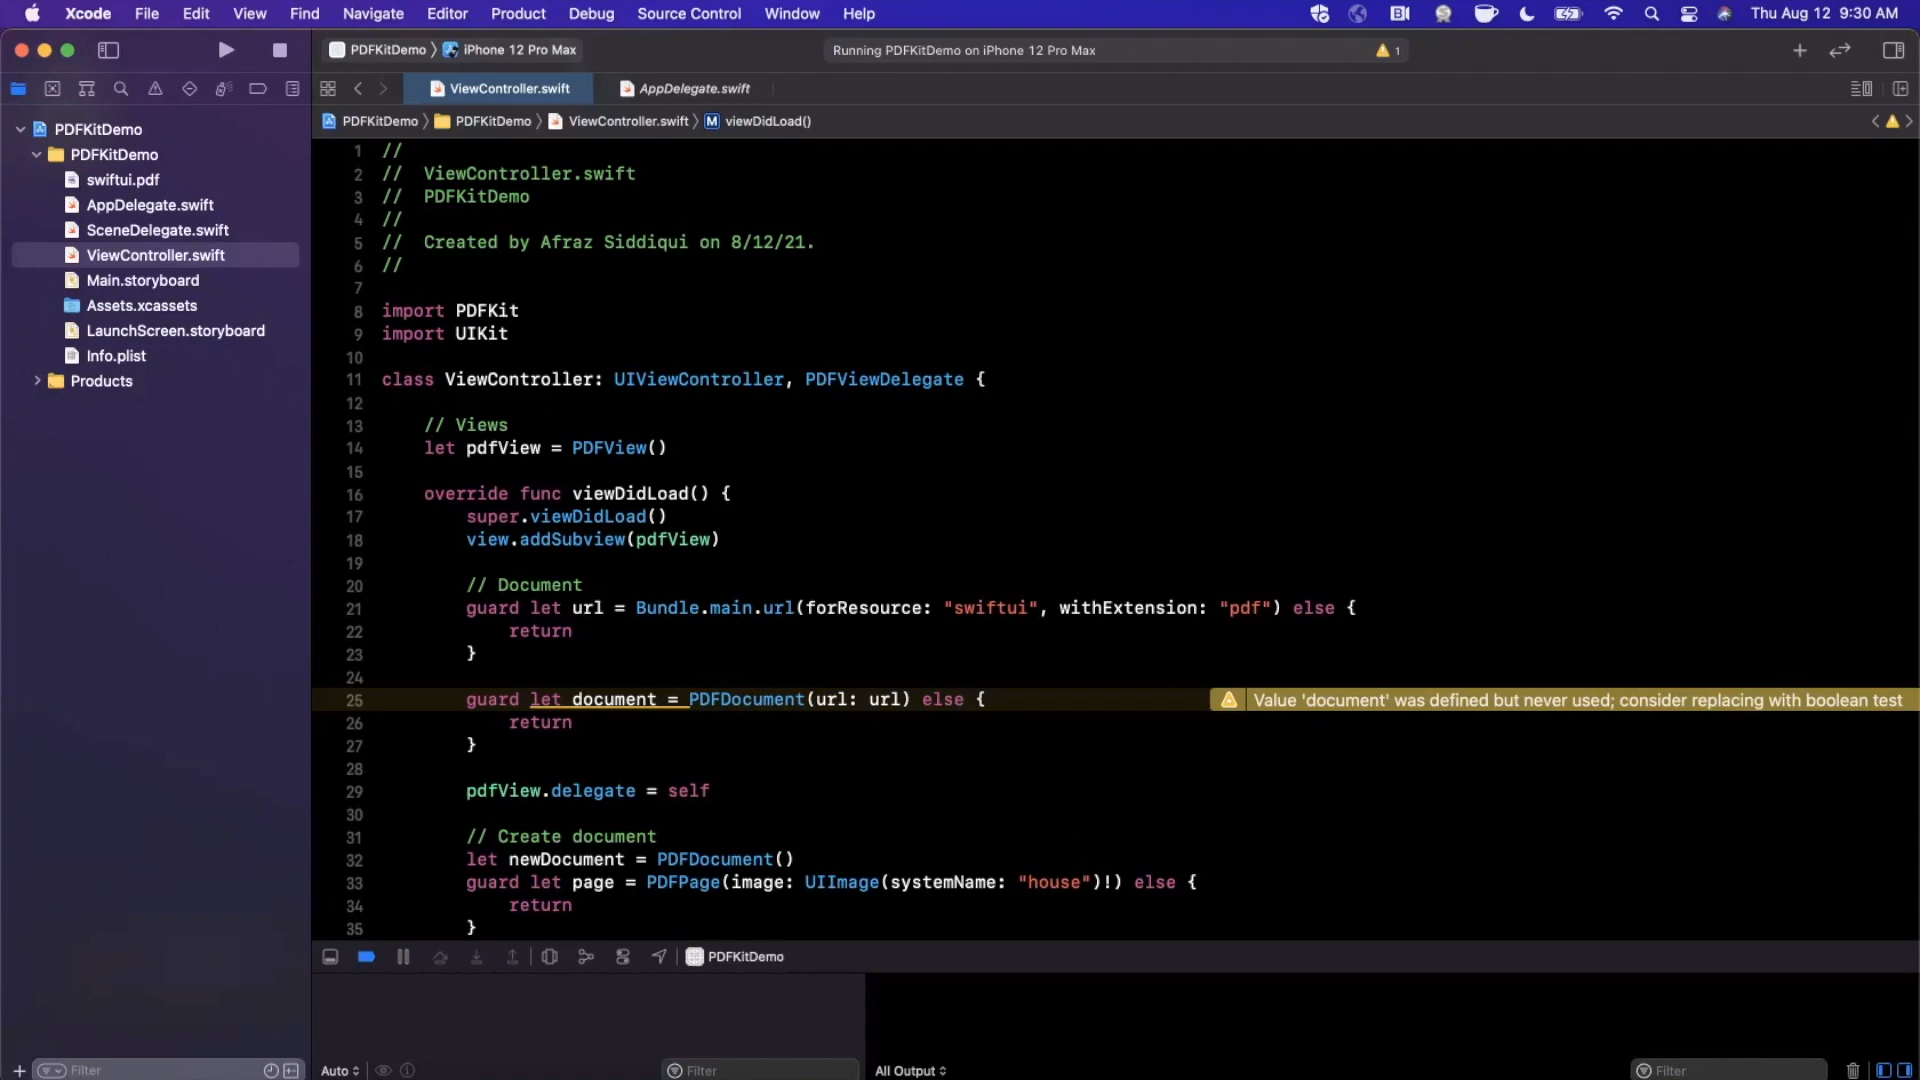 Xcode File Edit View Find Navigate Editor Product Debug Source Control Window Help Thu Aug 12 9:30 AM
PDFKitDemo iPhone 12 Pro Max Running PDFKitDemo on iPhone 12 Pro Max 1
ViewController.swift AppDelegate.swift
PDFKitDemo PDFKitDemo ViewController.swift M viewDidLoad()
PDFKitDemo
PDFKitDemo
swiftui.pdf
AppDelegate.swift
SceneDelegate.swift
ViewController.swift
Main.storyboard
Assets.xcassets
LaunchScreen.storyboard
Info.plist
Products
1 //
2 //  ViewController.swift
3 //  PDFKitDemo
4 //
5 //  Created by Afraz Siddiqui on 8/12/21.
6 //
7
8 import PDFKit
9 import UIKit
10
11 class ViewController: UIViewController, PDFViewDelegate {
12
13     // Views
14     let pdfView = PDFView()
15
16     override func viewDidLoad() {
17         super.viewDidLoad()
18         view.addSubview(pdfView)
19
20         // Document
21         guard let url = Bundle.main.url(forResource: "swiftui", withExtension: "pdf") else {
22             return
23         }
24
25         guard let document = PDFDocument(url: url) else { Value 'document' was defined but never used; consider replacing with boolean test
26             return
27         }
28
29         pdfView.delegate = self
30
31         // Create document
32         let newDocument = PDFDocument()
33         guard let page = PDFPage(image: UIImage(systemName: "house")!) else {
34             return
35         }
PDFKitDemo
Filter Auto Filter All Output Filter